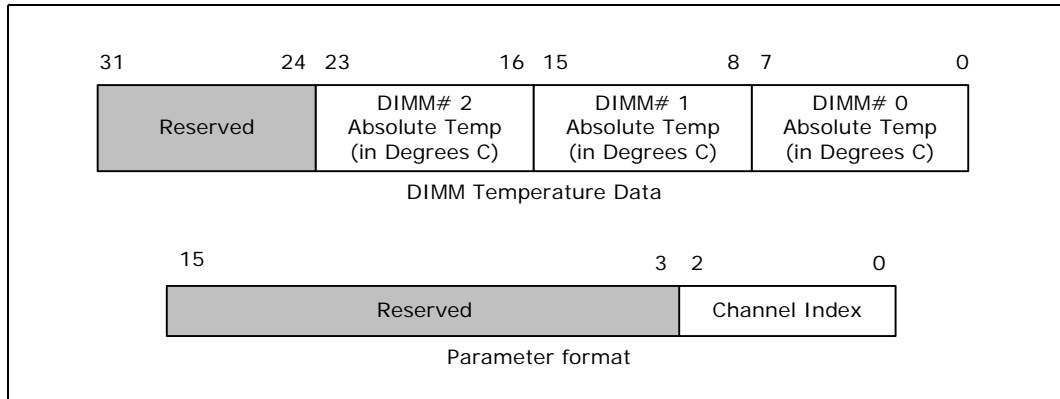 31 24 23 16 15 8 7 0
Reserved
DIMM# 2
Absolute Temp
(in Degrees C)
DIMM# 1
Absolute Temp
(in Degrees C)
DIMM# 0
Absolute Temp
(in Degrees C)
DIMM Temperature Data
15 3 2 0
Reserved
Channel Index
Parameter format